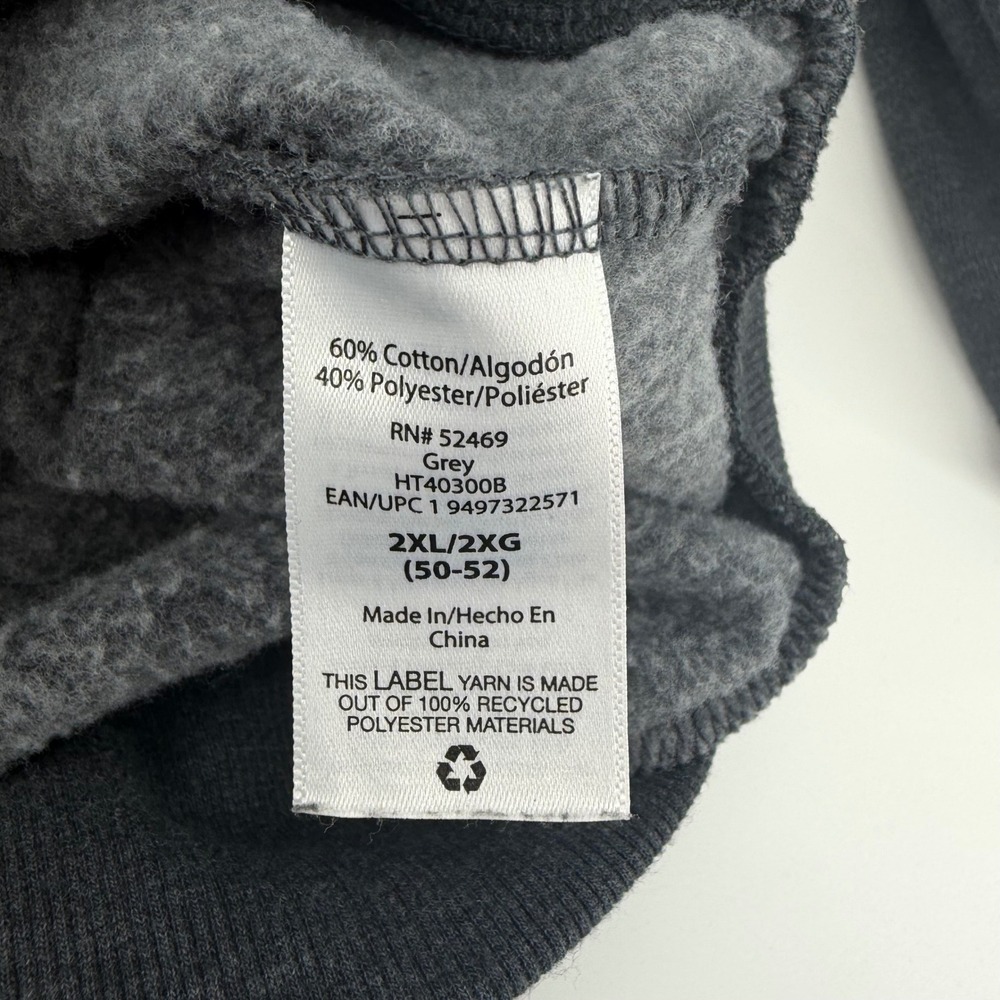 60% Cotton/Algodón
40% Polyester/Poliéster
RN# 52469
Grey
HT40300B
EAN/UPC 1 9497322571
2XL/2XG
(50-52)
Made In/Hecho En
China
THIS LABEL YARN IS MADE
OUT OF 100% RECYCLED
POLYESTER MATERIALS